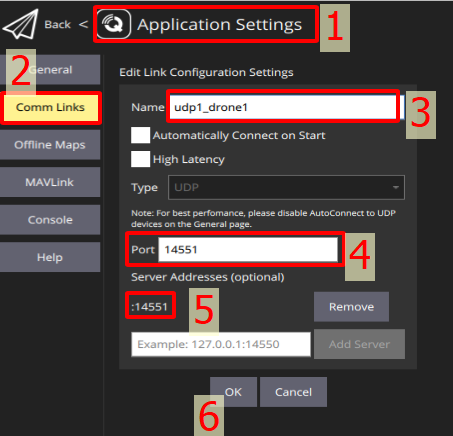 Back < Application Settings 1
2
General
Comm Links
Offline Maps
MAVLink
Console
Help
Edit Link Configuration Settings
Name udp1_drone1 3
Automatically Connect on Start
High Latency
Type UDP
Note: For best perfomance, please disable AutoConnect to UDP
devices on the General page.
Port 14551 4
Server Addresses (optional)
:14551 5 Remove
Example: 127.0.0.1:14550 Add Server
6 OK Cancel